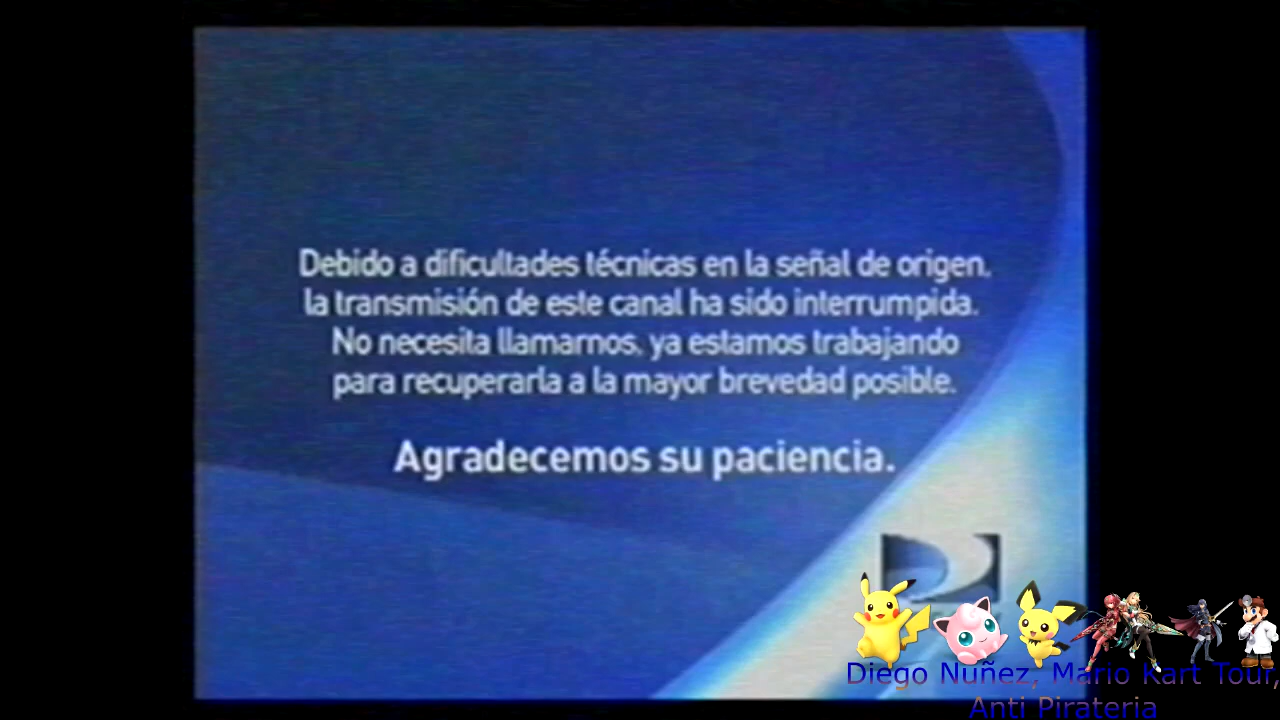 Debido a dificultades técnicas en la señal de origen,
la transmisión de este canal ha sido interrumpida.
No necesita llamarnos, ya estamos trabajando
para recuperarla a la mayor brevedad posible.
Agradecemos su paciencia.
Diego Nuñez, Mario Kart Tour,
Anti Pirateria